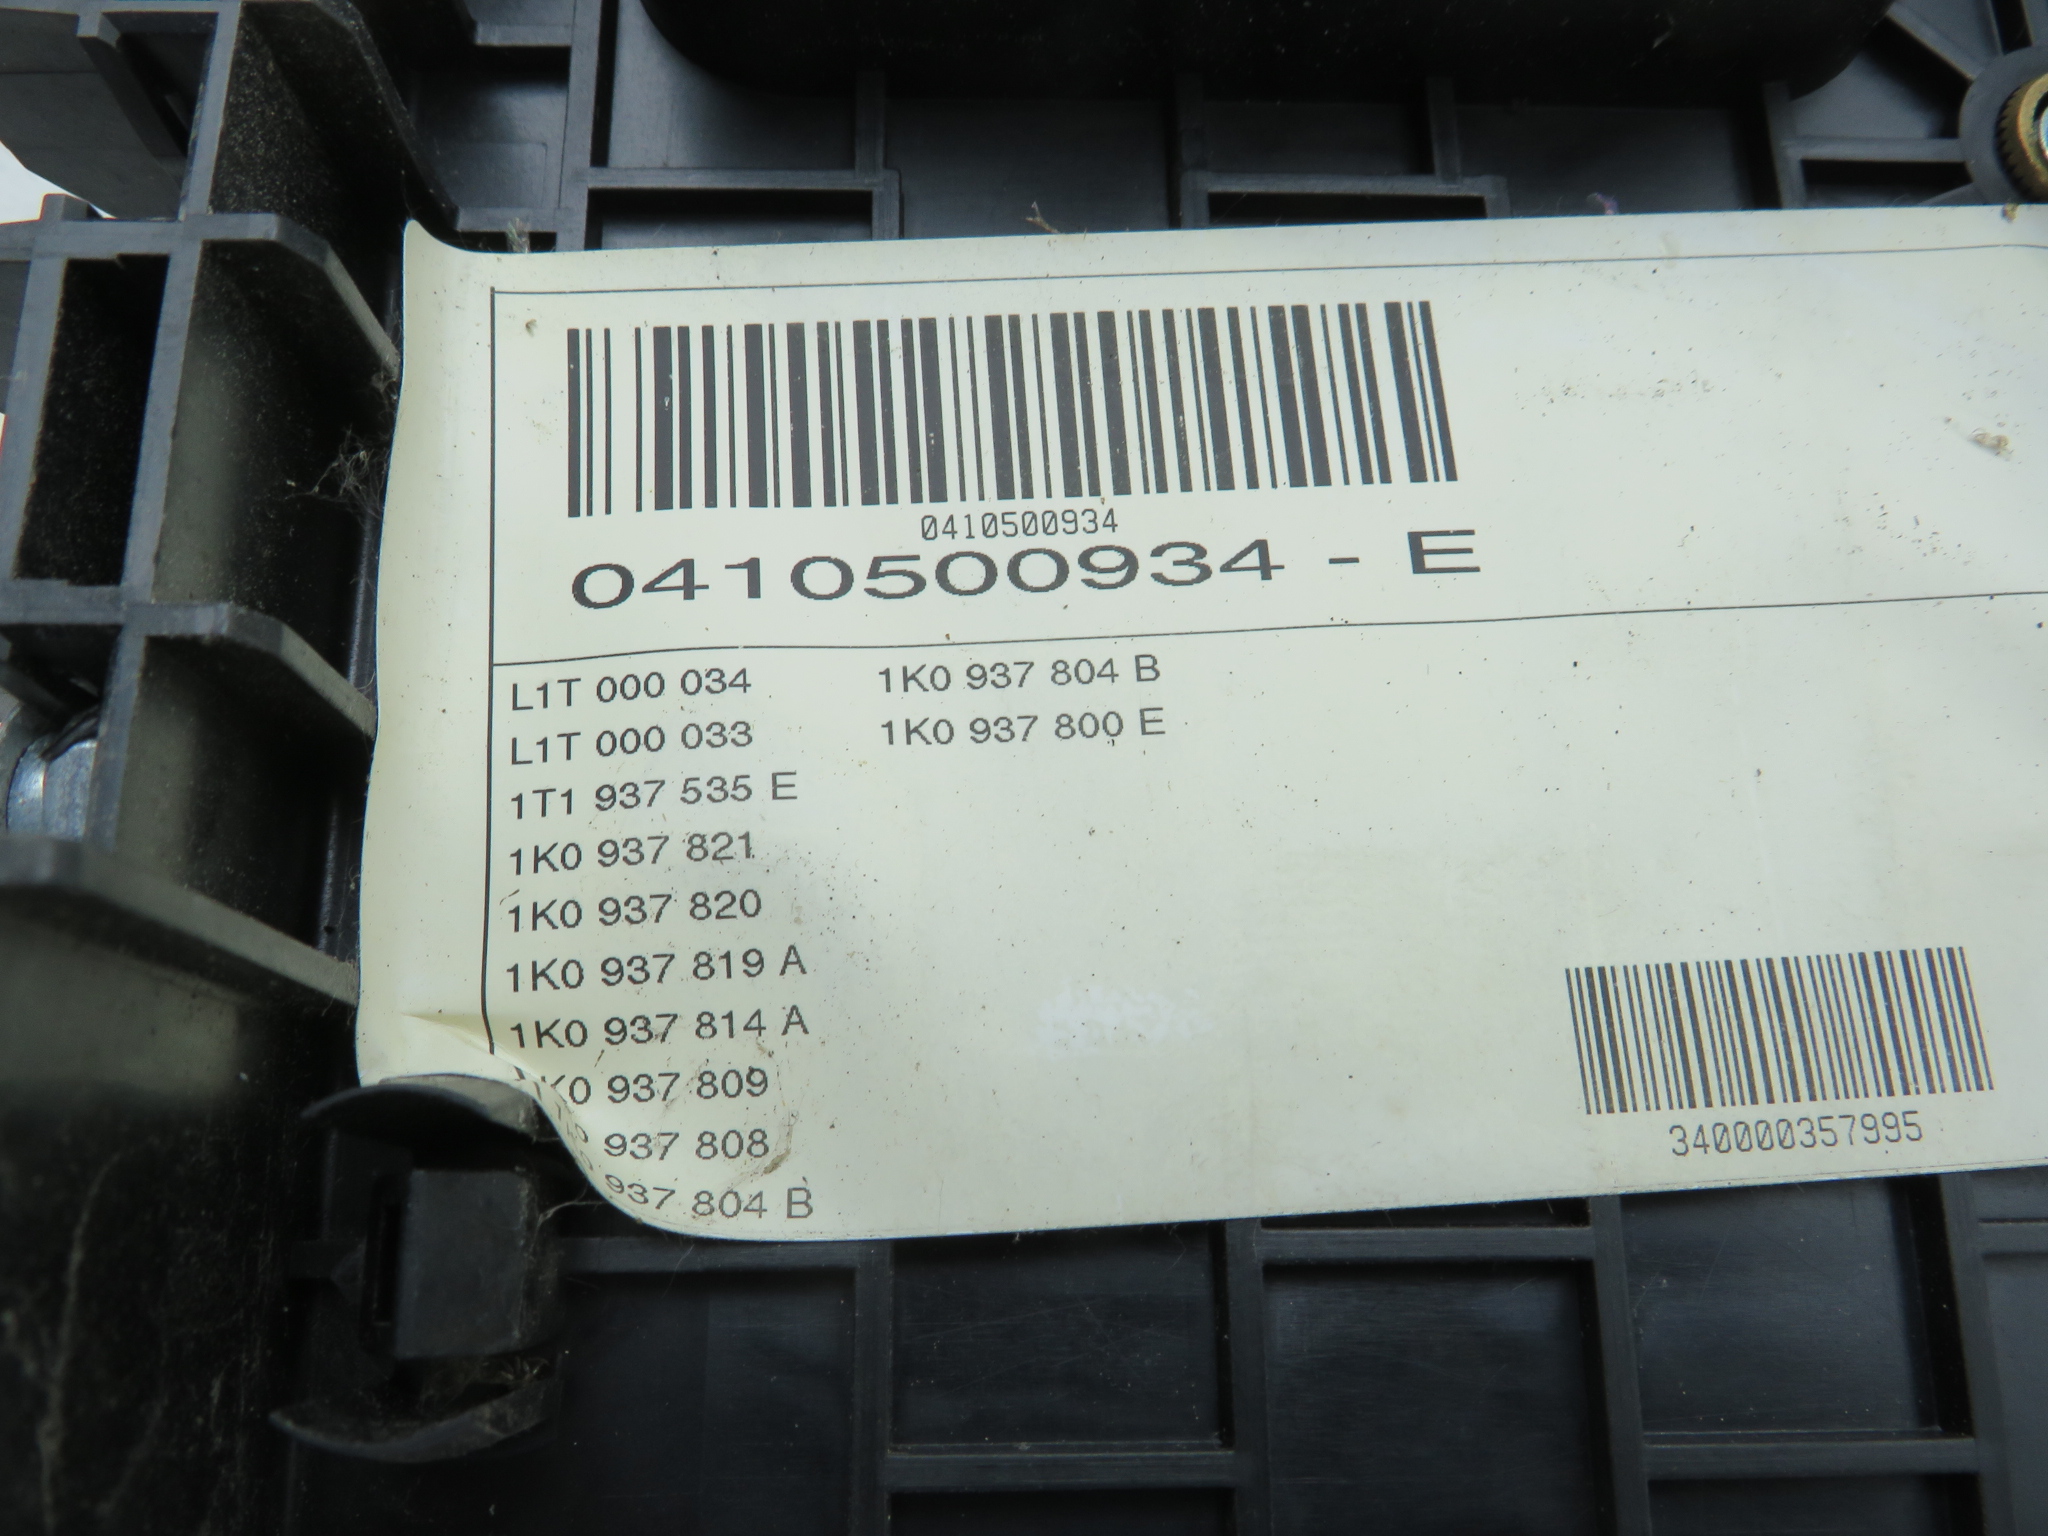 0410500934
0410500934 - E
L1T 000 034
L1T 000 033
1T1 937 535 E
1K0 937 821
1K0 937 820
1K0 937 819 A
1K0 937 814 A
937 809
937 808
937 804 B
1K0 937 804 B
1K0 937 800 E
340000357995